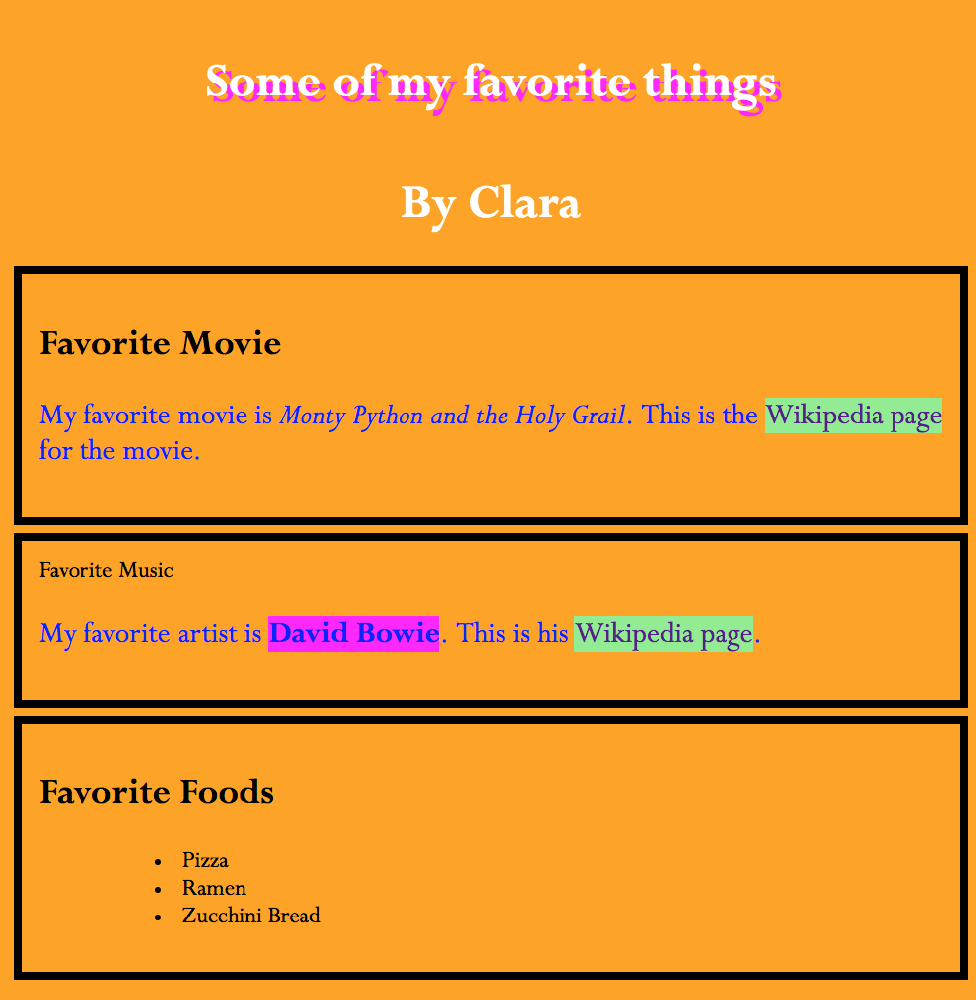 Some of my favorite things
By Clara
Favorite Movie
My favorite movie is Monty Python and the Holy Grail. This is the Wikipedia page
for the movie.
Favorite Music
My favorite artist is David Bowie. This is his Wikipedia page.
Favorite Foods
• Pizza
• Ramen
• Zucchini Bread